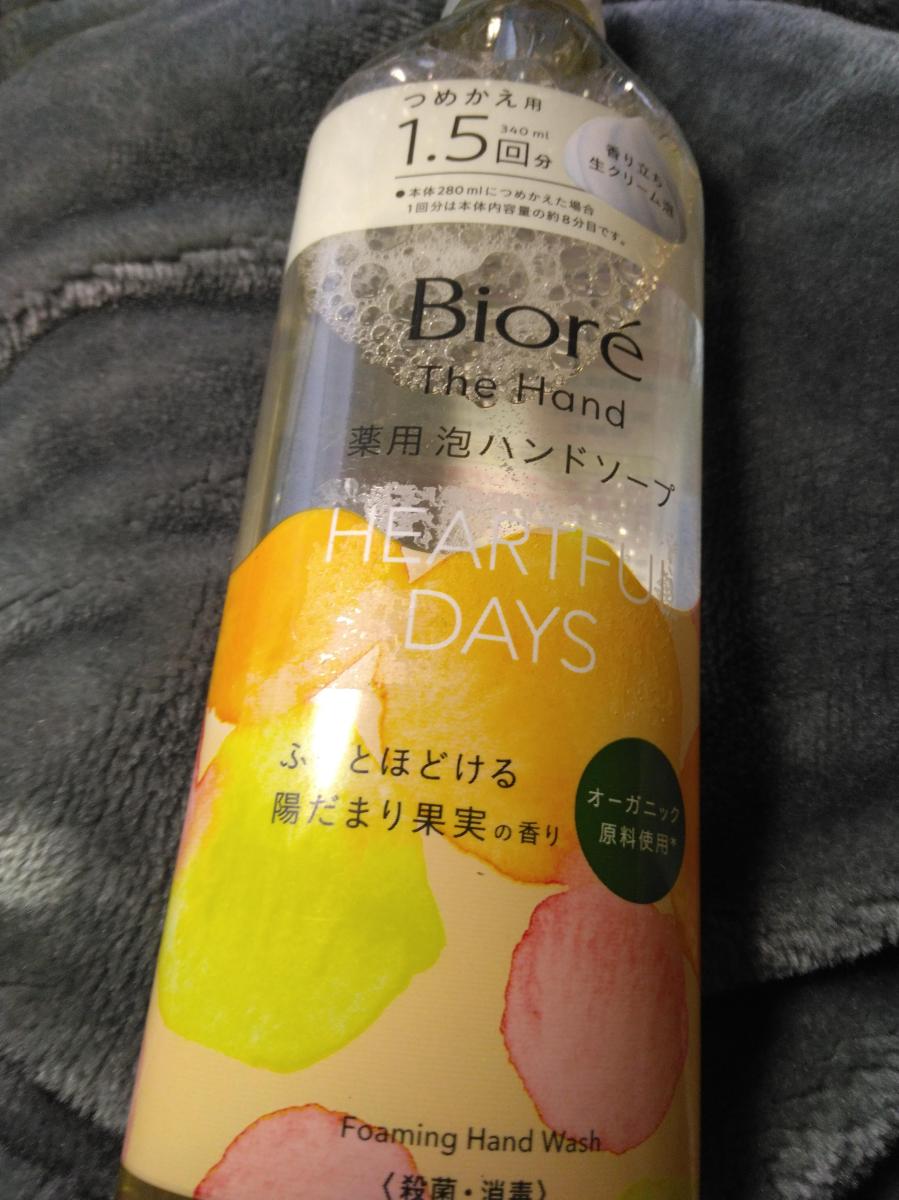 つめかえ用
1.5回分
340ml
香り立ち
生クリーム泡
●本体280mlにつめかえた場合
1回分は本体内容量の約8分目です。
Bioré
The Hand
薬用 泡ハンドソープ
HEARTFUL
DAYS
とほどける
陽だまり果実の香り
オーガニック
原料使用*
Foaming Hand Wash
〈殺菌・消毒〉